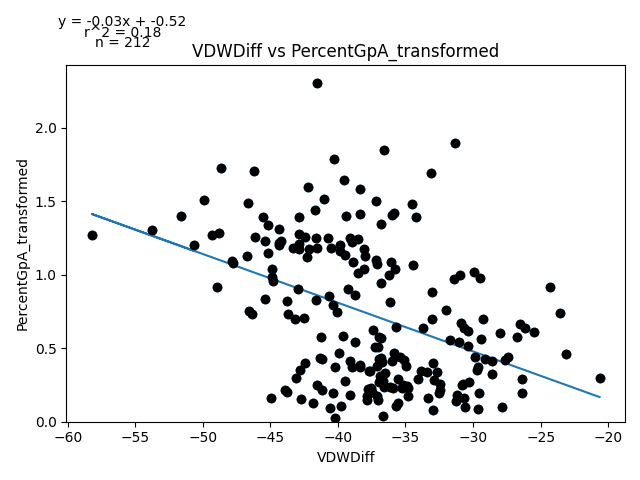 y = -0.03x + -0.52
r^2 = 0.18
n = 212
VDWDiff vs PercentGpA_transformed
PercentGpA_transformed
2.0
1.5
1.0
0.5
0.0
−60 −55 −50 −45 −40 −35 −30 −25 −20
VDWDiff